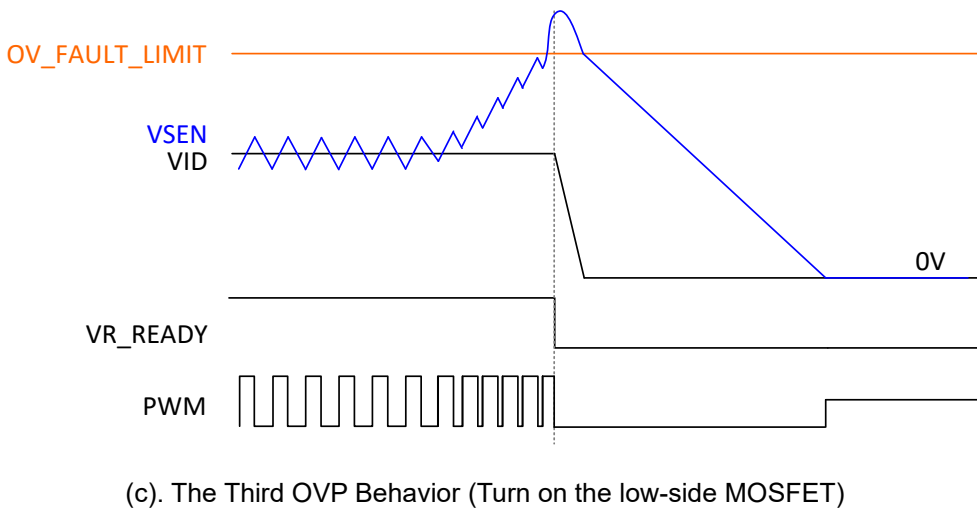 OV_FAULT_LIMIT
VSEN
VID
0V
VR_READY
PWM
(c). The Third OVP Behavior (Turn on the low-side MOSFET)